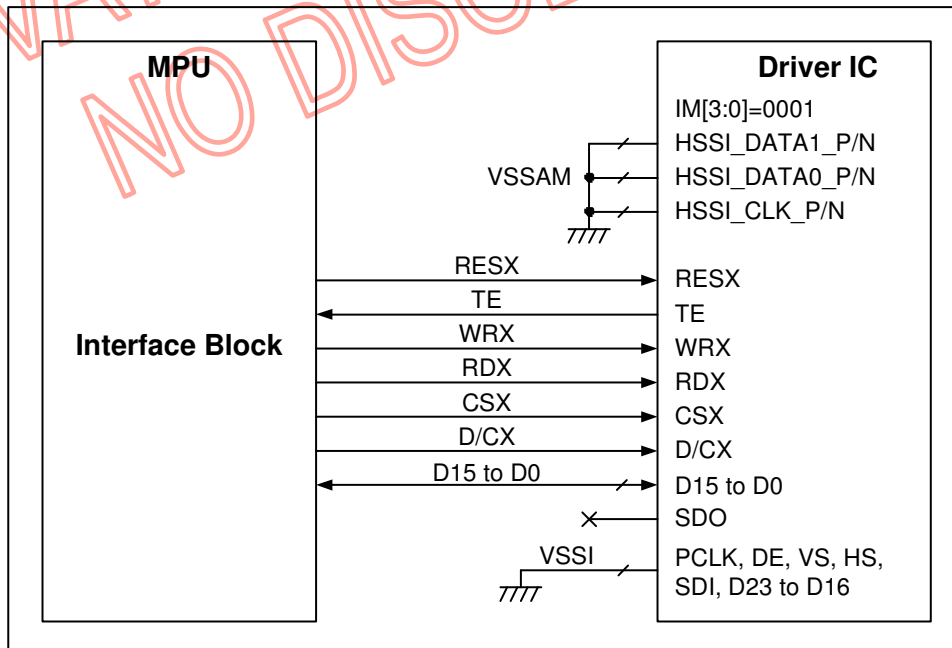 NO DISCL
MPU
Interface Block
Driver IC
IM[3:0]=0001
HSSI_DATA1_P/N
HSSI_DATA0_P/N
HSSI_CLK_P/N
VSSAM
RESX
RESX
TE
TE
WRX
WRX
RDX
RDX
CSX
CSX
D/CX
D/CX
D15 to D0
D15 to D0
SDO
VSSI
PCLK, DE, VS, HS,
SDI, D23 to D16